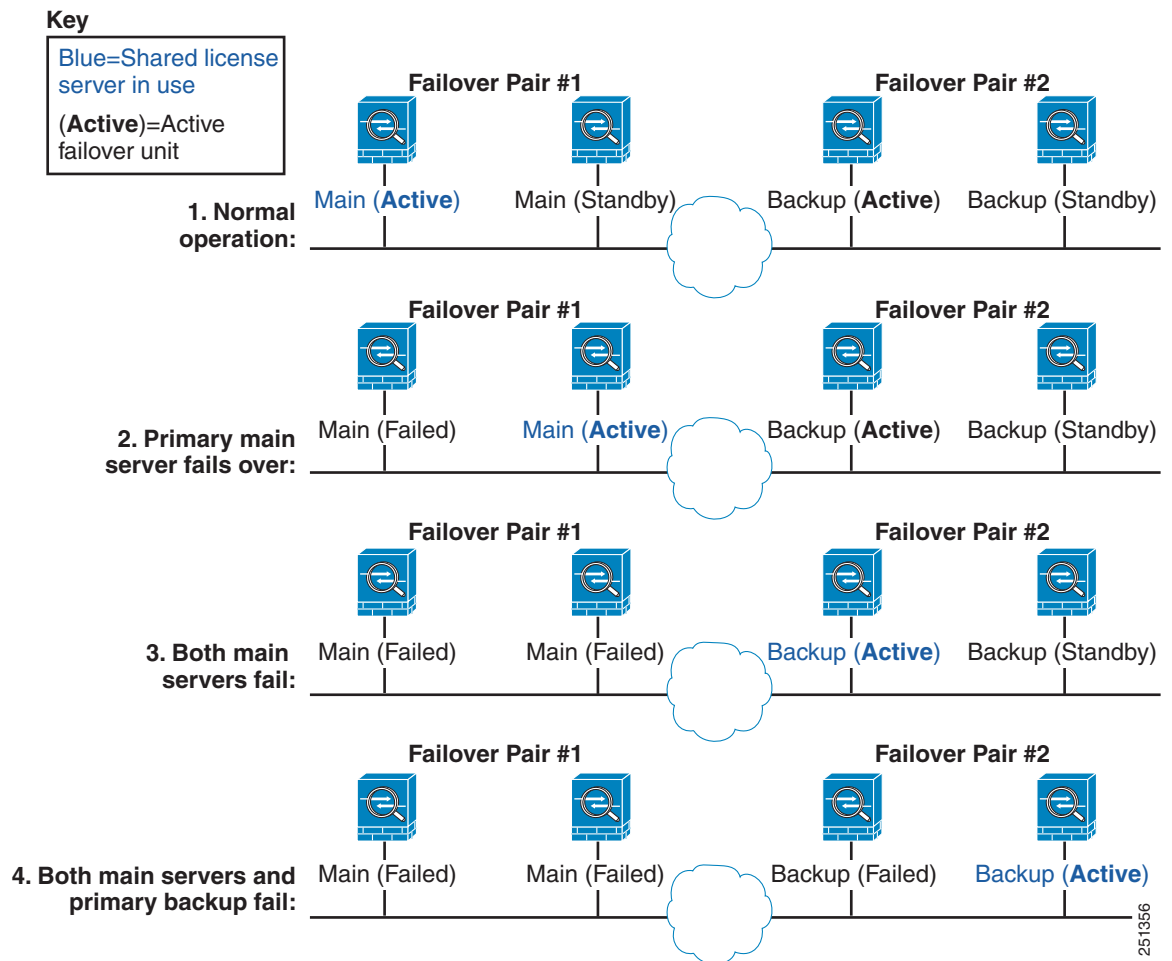 Key
Blue=Shared license
server in use
(Active)=Active
failover unit
Failover Pair #1
Failover Pair #2
1. Normal
operation:
Main (Active)
Main (Standby)
Backup (Active)
Backup (Standby)
Failover Pair #1
Failover Pair #2
2. Primary main
server fails over:
Main (Failed)
Main (Active)
Backup (Active)
Backup (Standby)
Failover Pair #1
Failover Pair #2
3. Both main
servers fail:
Main (Failed)
Main (Failed)
Backup (Active)
Backup (Standby)
Failover Pair #1
Failover Pair #2
4. Both main servers and
primary backup fail:
Main (Failed)
Main (Failed)
Backup (Failed)
Backup (Active)
251356